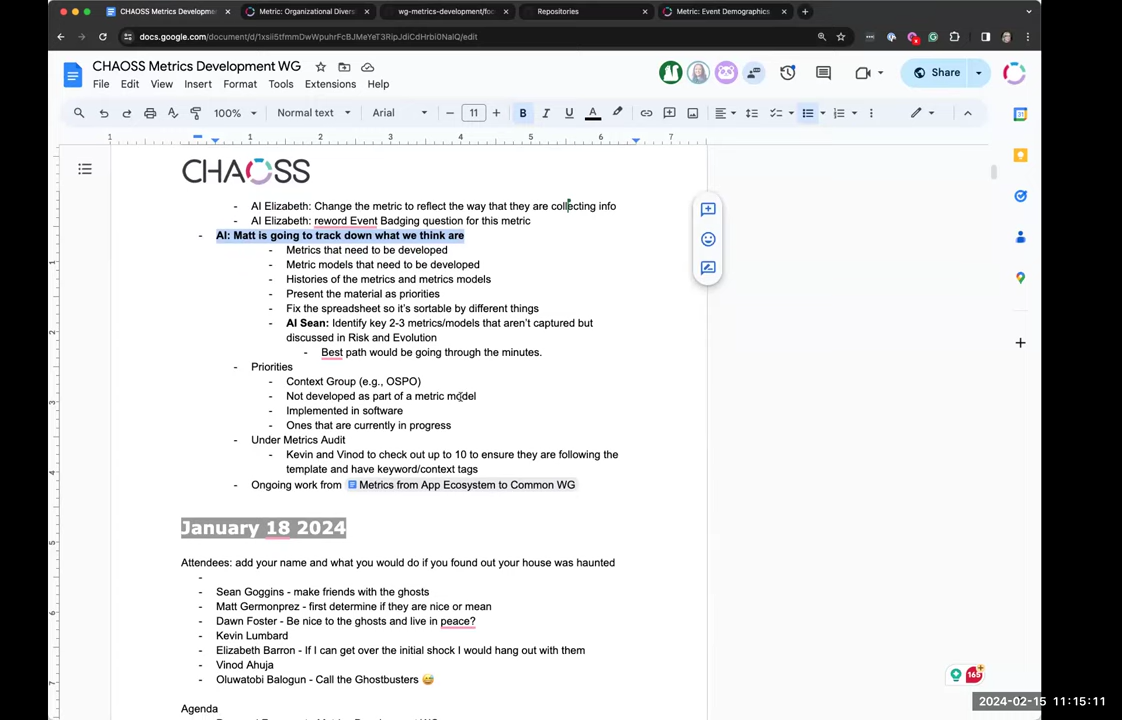 CHAOSS Metrics Developmen
Metric: Organizational Divers
wg-metrics-development/foc
Repositories
Metric: Event Demographics
CHAOSS Metrics Development WG
File Edit View Insert Format Tools Extensions Help
Share
100% Normal text Arial 11
1 1 2 3 4 5 6 7
CHAOSS
- AI Elizabeth: Change the metric to reflect the way that they are collecting info
- AI Elizabeth: reword Event Badging question for this metric
- AI: Matt is going to track down what we think are
- Metrics that need to be developed
- Metric models that need to be developed
- Histories of the metrics and metrics models
- Present the material as priorities
- Fix the spreadsheet so it's sortable by different things
- AI Sean: Identify key 2-3 metrics/models that aren't captured but
discussed in Risk and Evolution
- Best path would be going through the minutes.
- Priorities
- Context Group (e.g., OSPO)
- Not developed as part of a metric model
- Implemented in software
- Ones that are currently in progress
- Under Metrics Audit
- Kevin and Vinod to check out up to 10 to ensure they are following the
template and have keyword/context tags
- Ongoing work from Metrics from App Ecosystem to Common WG
January 18 2024
Attendees: add your name and what you would do if you found out your house was haunted
-
- Sean Goggins - make friends with the ghosts
- Matt Germonprez - first determine if they are nice or mean
- Dawn Foster - Be nice to the ghosts and live in peace?
- Kevin Lumbard
- Elizabeth Barron - If I can get over the initial shock I would hang out with them
- Vinod Ahuja
- Oluwatobi Balogun - Call the Ghostbusters 😅
Agenda
165
2024-02-15 11:15:11